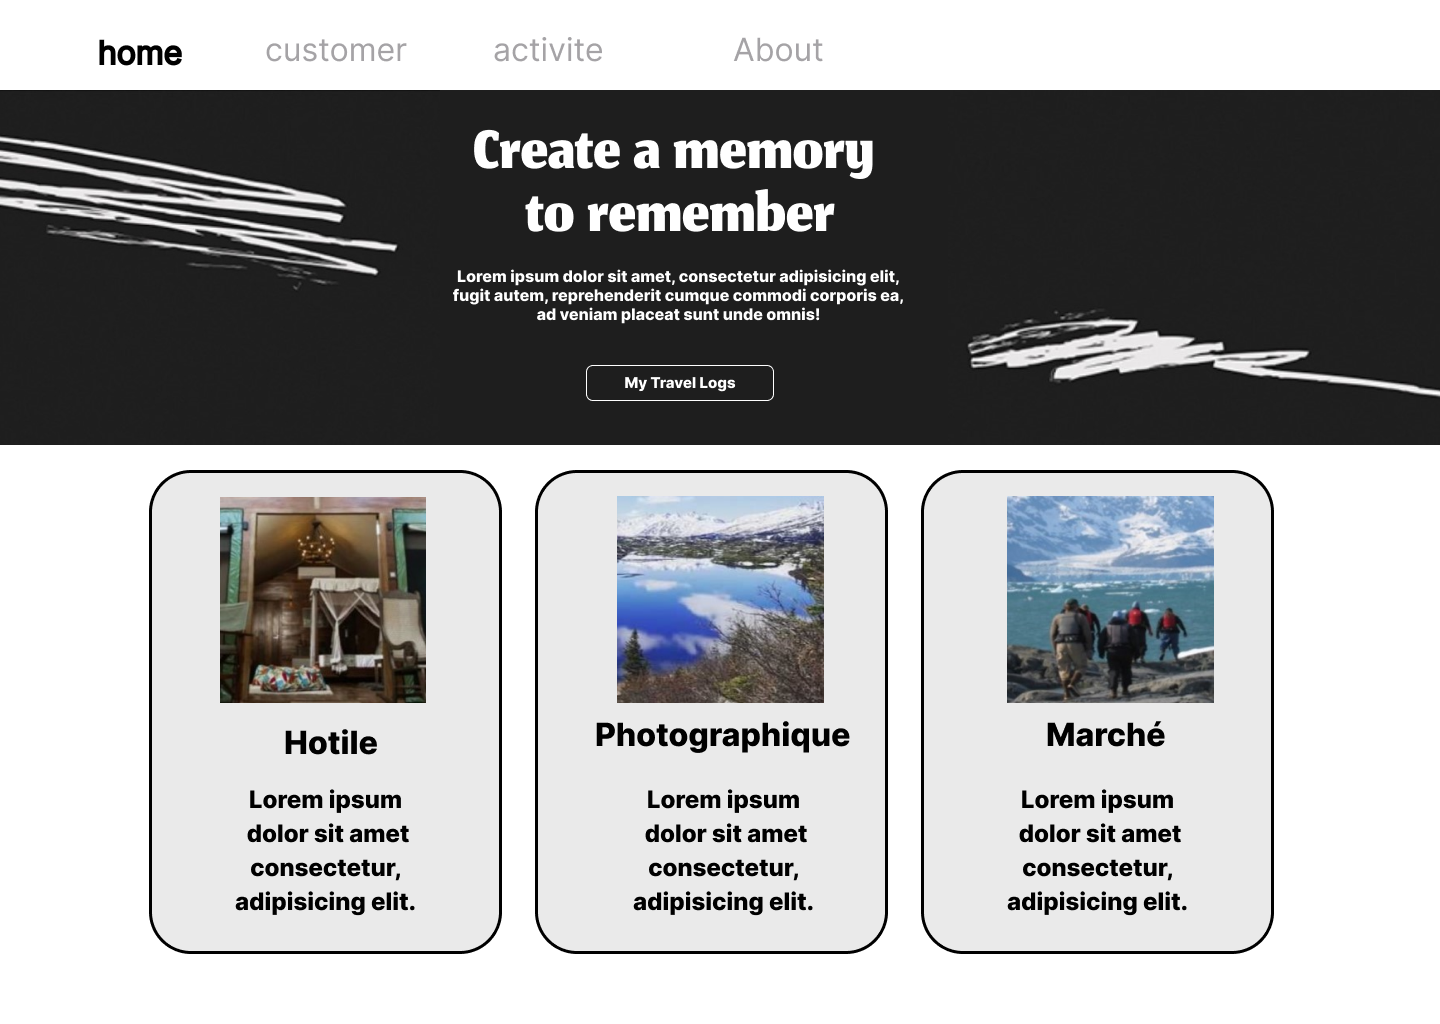 home customer activite About
Create a memory
to remember
Lorem ipsum dolor sit amet, consectetur adipisicing elit,
fugit autem, reprehenderit cumque commodi corporis ea,
ad veniam placeat sunt unde omnis!
My Travel Logs
Hotile
Lorem ipsum
dolor sit amet
consectetur,
adipisicing elit.
Photographique
Lorem ipsum
dolor sit amet
consectetur,
adipisicing elit.
Marché
Lorem ipsum
dolor sit amet
consectetur,
adipisicing elit.